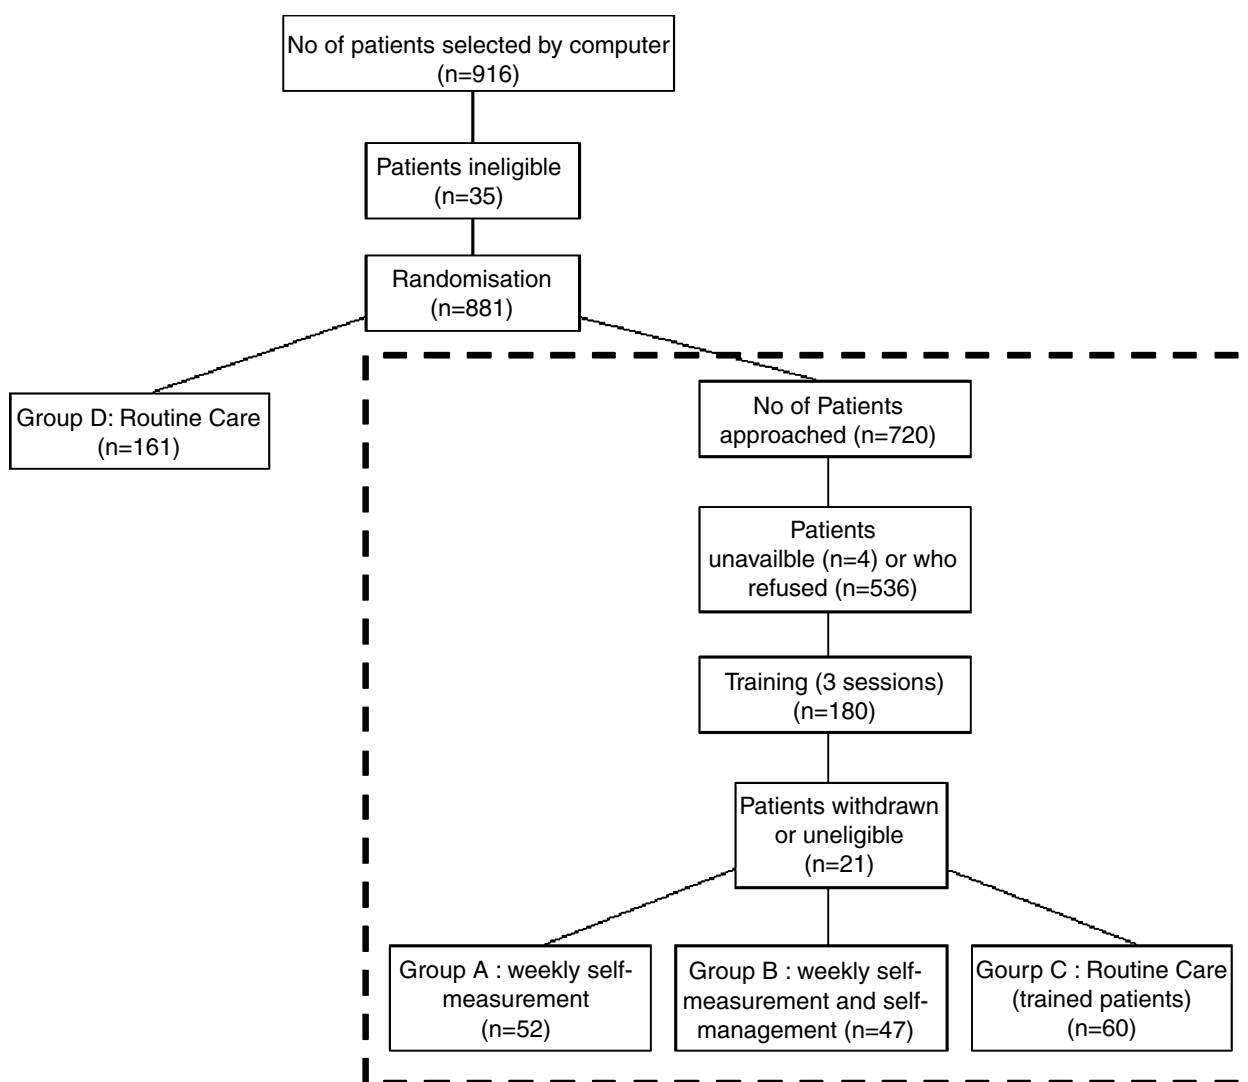 No of patients selected by computer
(n=916)
Patients ineligible
(n=35)
Randomisation
(n=881)
Group D: Routine Care
(n=161)
No of Patients
approached (n=720)
Patients
unavailble (n=4) or who
refused (n=536)
Training (3 sessions)
(n=180)
Patients withdrawn
or uneligible
(n=21)
Group A : weekly self-
measurement
(n=52)
Group B : weekly self-
measurement and self-
management (n=47)
Gourp C : Routine Care
(trained patients)
(n=60)